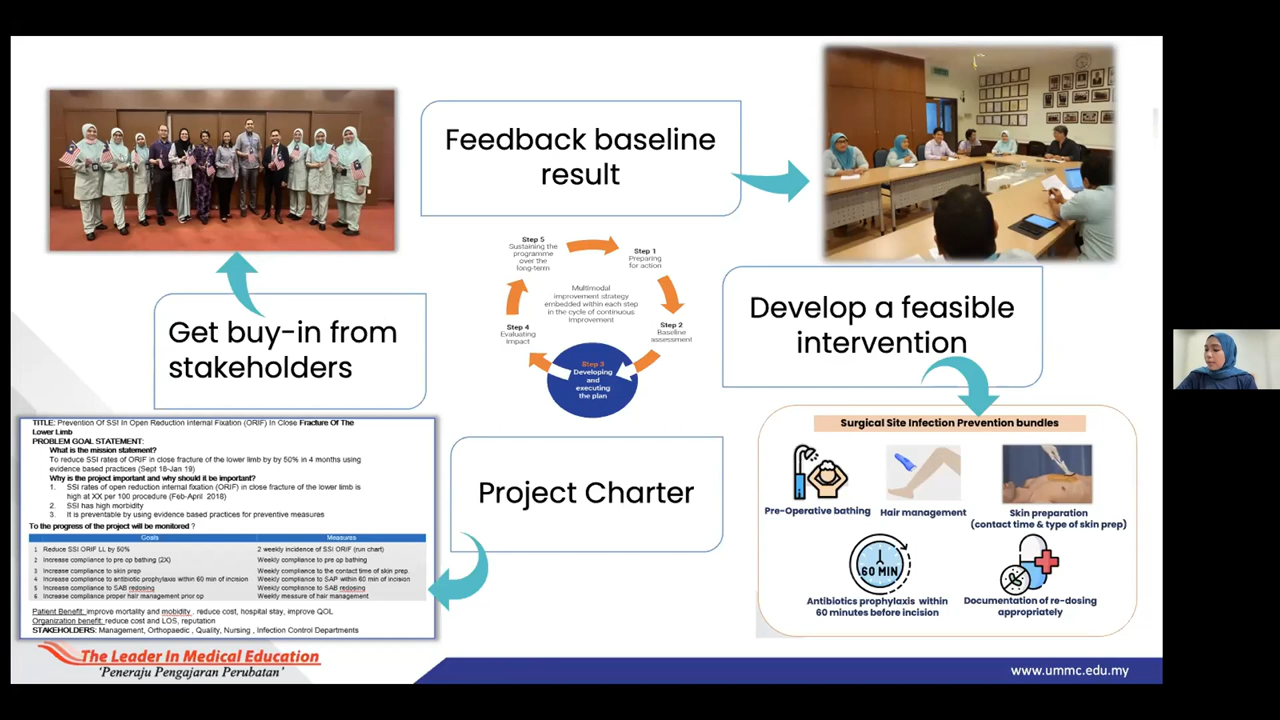 Feedback baseline
result
Get buy-in from
stakeholders
Step 5
Sustaining the
programme
over the
long-term
Step 1
Preparing
for action
Multimodal
improvement strategy
embedded within each step
in the cycle of continuous
improvement
Step 4
Evaluating
impact
Step 2
Baseline
assessment
Step 3
Developing
and
executing
the plan
Develop a feasible
intervention
TITLE: Prevention Of SSI In Open Reduction Internal Fixation (ORIF) In Close Fracture Of The
Lower Limb
PROBLEM GOAL STATEMENT:
What is the mission statement?
To reduce SSI rates of ORIF in close fracture of the lower limb by by 50% in 4 months using
evidence based practices (Sept 18-Jan 19)
Why is the project important and why should it be important?
1. SSI rates of open reduction internal fixation (ORIF) in close fracture of the lower limb is
high at XX per 100 procedure (Feb-April 2018)
2. SSI has high morbidity
3. It is preventable by using evidence based practices for preventive measures
To the progress of the project will be monitored ?
Goals Measures
1 Reduce SSI ORIF LL by 50% 2 weekly incidence of SSI ORIF (run chart)
2 Increase compliance to pre op bathing (2X) Weekly compliance to pre op bathing
3 Increase compliance to skin prep Weekly compliance to the contact time of skin prep.
4 Increase compliance to antibiotic prophylaxis within 60 min of incision Weekly compliance to SAP within 60 min of incision
5 Increase compliance to SAB redosing Weekly compliance to SAB redosing
6 Increase compliance proper hair management prior op Weekly measure of hair management
Patient Benefit: improve mortality and mobidity , reduce cost, hospital stay, improve QOL
Organization benefit: reduce cost and LOS, reputation
STAKEHOLDERS: Management, Orthopaedic , Quality, Nursing , Infection Control Departments
Project Charter
Surgical Site Infection Prevention bundles
Pre-Operative bathing
Hair management
Skin preparation
(contact time & type of skin prep)
60 MIN
Antibiotics prophylaxis within
60 minutes before incision
Documentation of re-dosing
appropriately
The Leader In Medical Education
'Peneraju Pengajaran Perubatan'
www.ummc.edu.my